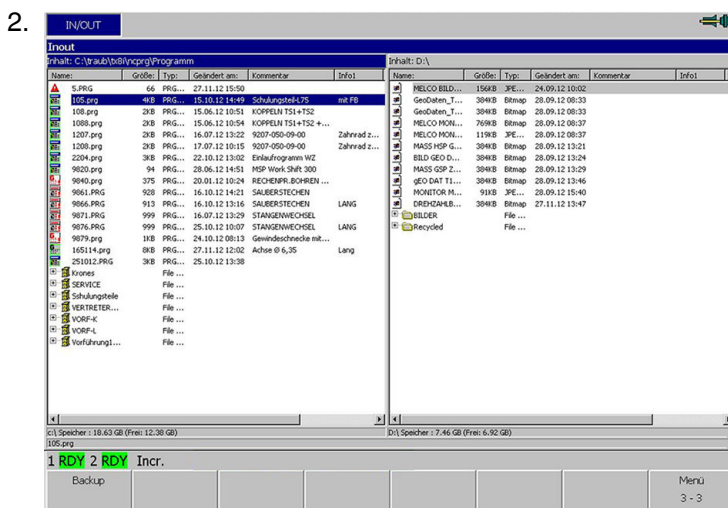 2.
IN/OUT
Inout
Inhalt: C:\traub\tx8i\ncprg\Programm
Name: Größe: Typ: Geändert am: Kommentar Info1
5.PRG 66 PRG... 27.11.12 15:50
105.prg 4KB PRG... 15.10.12 14:49 Schulungsteil-L75 mit FB
108.prg 2KB PRG... 15.06.12 10:51 KOPPELN TS1+TS2
1088.prg 2KB PRG... 15.06.12 10:54 KOPPELN TS1+TS2 +...
1207.prg 2KB PRG... 16.07.12 13:22 9207-050-09-00 Zahnrad z...
1208.prg 2KB PRG... 17.07.12 10:15 9207-050-09-00 Zahnrad z...
2204.prg 3KB PRG... 22.10.12 13:02 Einlaufrogramm WZ
9820.prg 94 PRG... 28.06.12 14:51 MSP Work Shift 300
9840.prg 375 PRG... 20.01.12 10:24 RECHENPR.BOHREN ...
9861.PRG 928 PRG... 16.10.12 14:21 SAUBERSTECHEN
9866.PRG 913 PRG... 16.10.12 13:16 SAUBERSTECHEN LANG
9871.PRG 999 PRG... 16.07.12 13:29 STANGENWECHSEL
9876.PRG 999 PRG... 25.10.12 10:07 STANGENWECHSEL LANG
9879.prg 1KB PRG... 24.10.12 08:13 Gewindeschnecke mit...
165114.prg 8KB PRG... 27.11.12 12:02 Achse Ø 6,35 Lang
251012.PRG 3KB PRG... 25.10.12 13:38
Krones File ...
SERVICE File ...
Sshulungsteile File ...
VERTRETER... File ...
VORF-K File ...
VORF-L File ...
Vorführung1... File ...
c:\ Speicher : 18.63 GB (Frei: 12.38 GB)
105.prg
Inhalt: D:\
Name: Größe: Typ: Geändert am: Kommentar Info1
MELCO BILD... 156KB JPE... 24.09.12 10:02
GeoDaten_T... 384KB Bitmap 28.09.12 08:33
GeoDaten_T... 384KB Bitmap 28.09.12 08:33
MELCO MON... 769KB Bitmap 28.09.12 08:37
MELCO MON... 119KB JPE... 28.09.12 08:37
MASS HSP G... 384KB Bitmap 28.09.12 13:21
BILD GEO D... 384KB Bitmap 28.09.12 13:24
MASS GSP Z... 384KB Bitmap 28.09.12 13:29
gEO DAT T1... 384KB Bitmap 28.09.12 13:46
MONITOR M... 91KB JPE... 28.09.12 15:40
DREHZAHLB... 384KB Bitmap 27.11.12 13:47
BILDER File ...
Recycled File ...
D:\ Speicher : 7.46 GB (Frei: 6.92 GB)
1 RDY 2 RDY Incr.
Backup
Menü
3 - 3